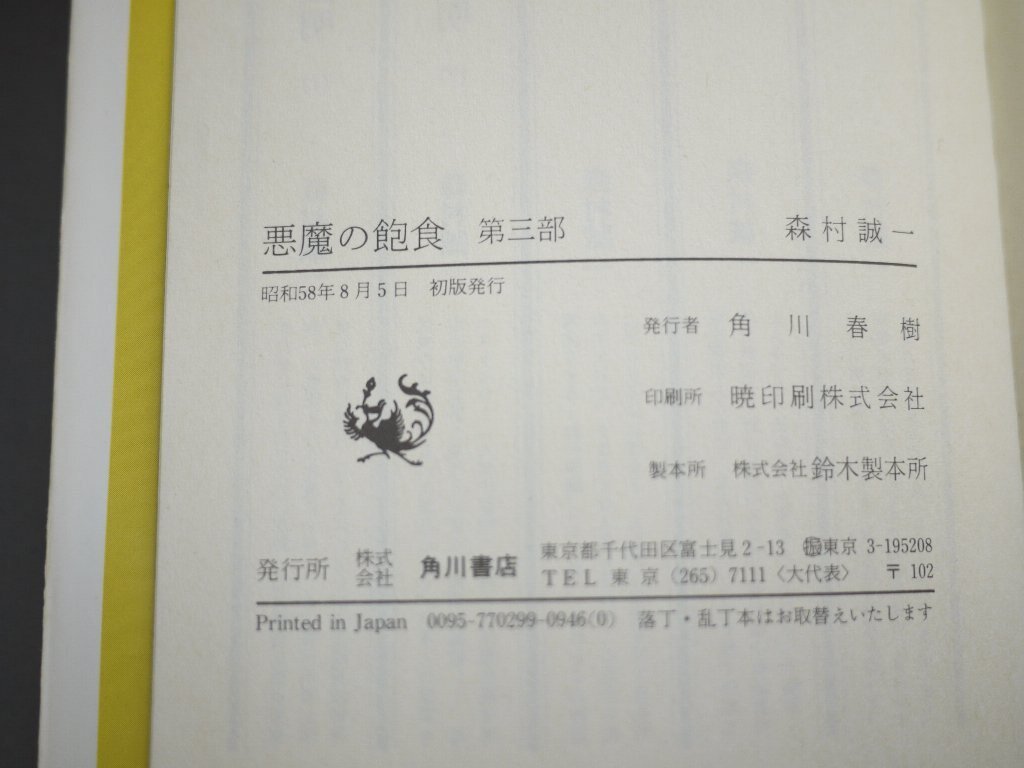 悪魔の飽食 第三部 森村誠一
昭和58年8月5日 初版発行
発行者 角川春樹
印刷所 暁印刷株式会社
製本所 株式会社鈴木製本所
発行所 株式会社 角川書店
東京都千代田区富士見2-13 ㊞東京 3-195208
TEL 東京 (265) 7111〈大代表〉 〒102
Printed in Japan 0095-770299-0946(0) 落丁・乱丁本はお取替えいたします